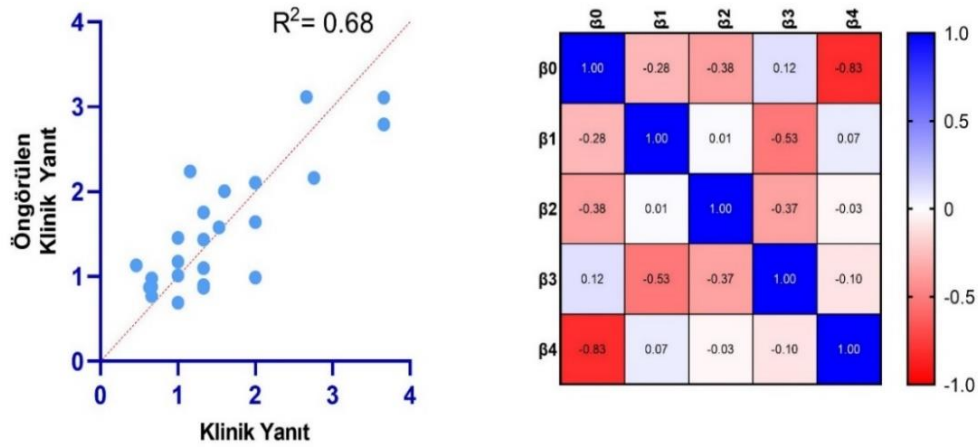 R²= 0.68
4
3
2
1
0
Öngörülen
Klinik Yanıt
0 1 2 3 4
Klinik Yanıt
β0 β1 β2 β3 β4
β0 1.00 -0.28 -0.38 0.12 -0.83
β1 -0.28 1.00 0.01 -0.53 0.07
β2 -0.38 0.01 1.00 -0.37 -0.03
β3 0.12 -0.53 -0.37 1.00 -0.10
β4 -0.83 0.07 -0.03 -0.10 1.00
1.0
0.5
0
-0.5
-1.0